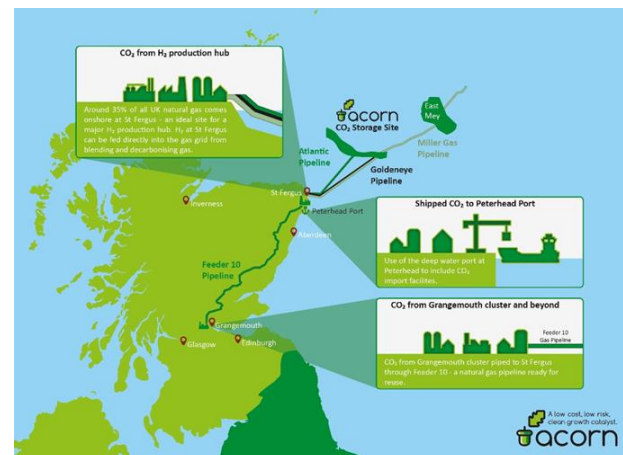 CO₂ from H₂ production hub
Around 35% of all UK natural gas comes
onshore at St Fergus - an ideal site for a
major H₂ production hub. H₂ at St Fergus
can be fed directly into the gas grid from
blending and decarbonising gas.
acorn
CO₂ Storage Site
East
Mey
Miller Gas
Pipeline
Atlantic
Pipeline
Goldeneye
Pipeline
St Fergus
Peterhead Port
Inverness
Aberdeen
Shipped CO₂ to Peterhead Port
Use of the deep water port at
Peterhead to include CO₂
import facilites.
Feeder 10
Pipeline
CO₂ from Grangemouth cluster and beyond
Feeder 10
Gas Pipeline
CO₂ from Grangemouth cluster piped to St Fergus
through Feeder 10 - a natural gas pipeline ready for
reuse.
Grangemouth
Glasgow
Edinburgh
A low cost, low risk,
clean growth catalyst.
acorn